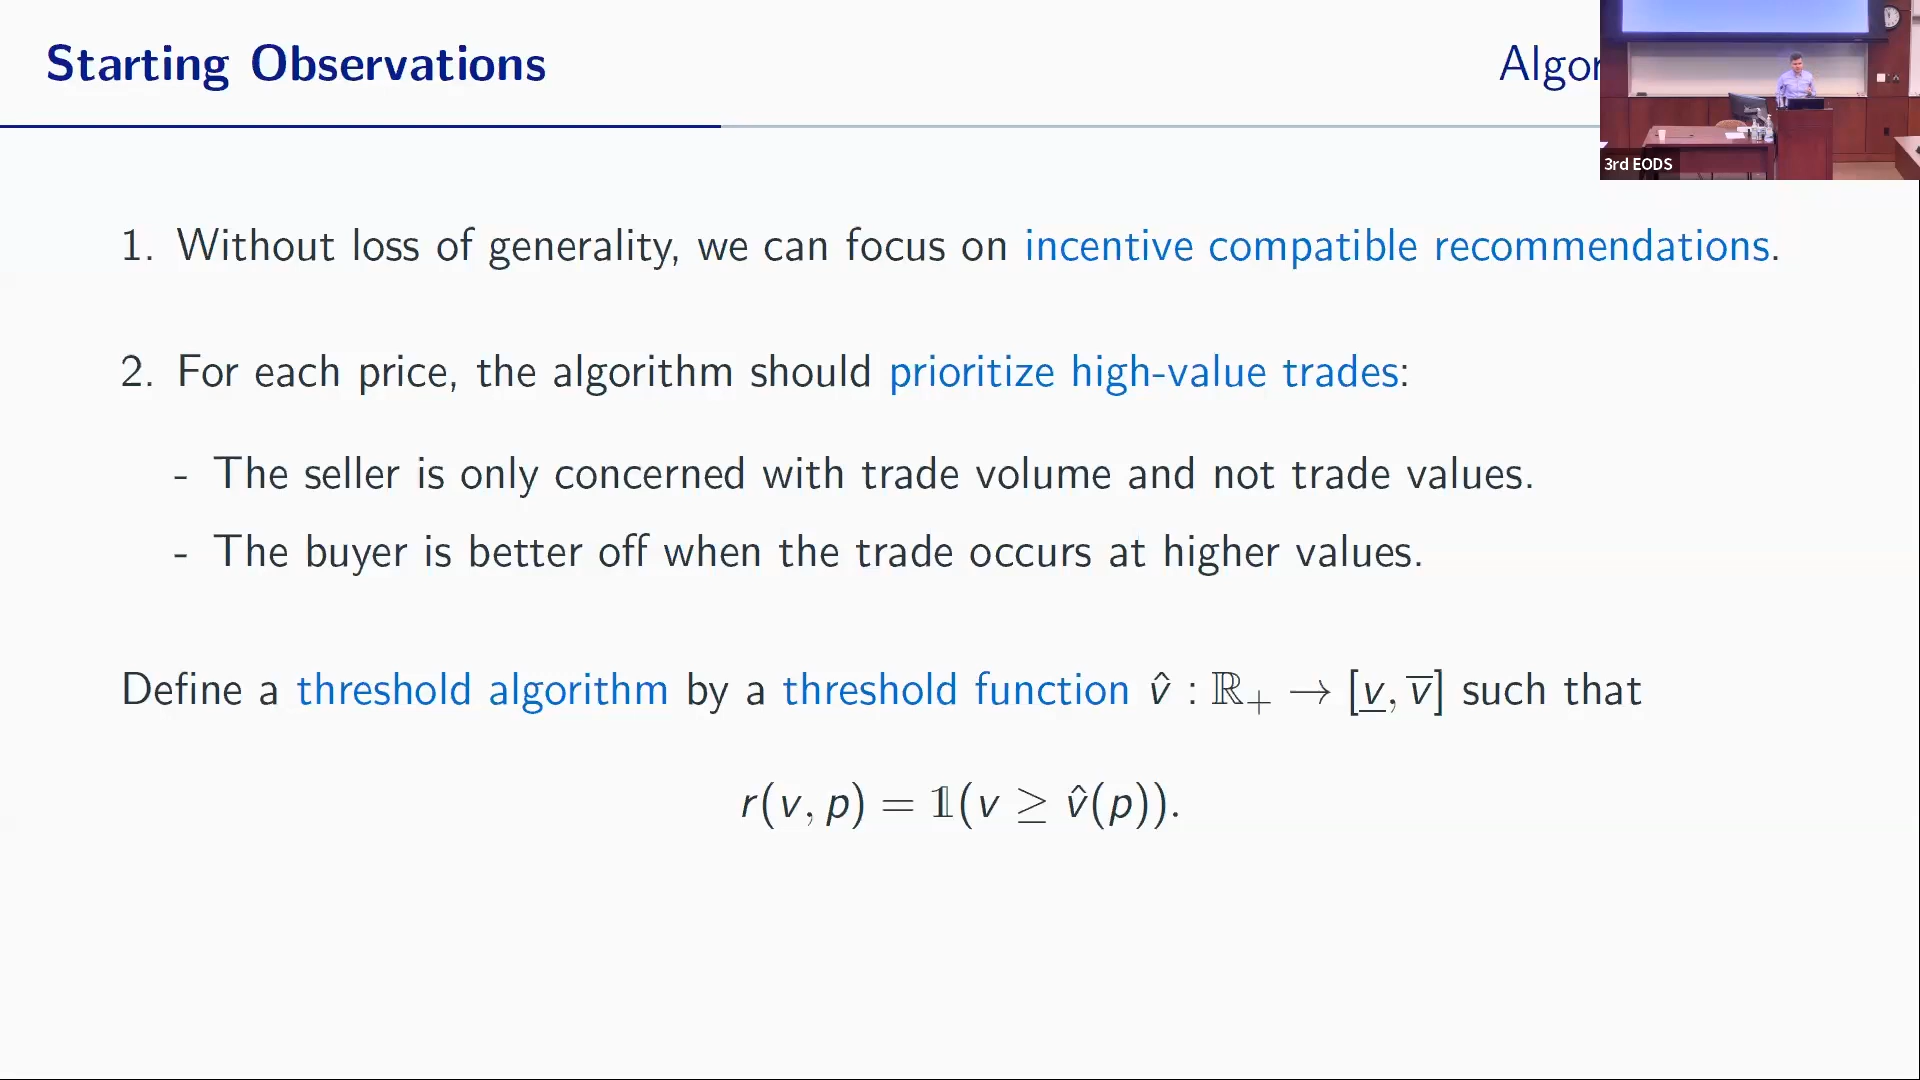 Starting Observations
Algor
3rd EODS
1. Without loss of generality, we can focus on incentive compatible recommendations.
2. For each price, the algorithm should prioritize high-value trades:
- The seller is only concerned with trade volume and not trade values.
- The buyer is better off when the trade occurs at higher values.
Define a threshold algorithm by a threshold function v̂ : ℝ₊ → [v̲, v̅] such that
r(v, p) = 𝟙(v ≥ v̂(p)).